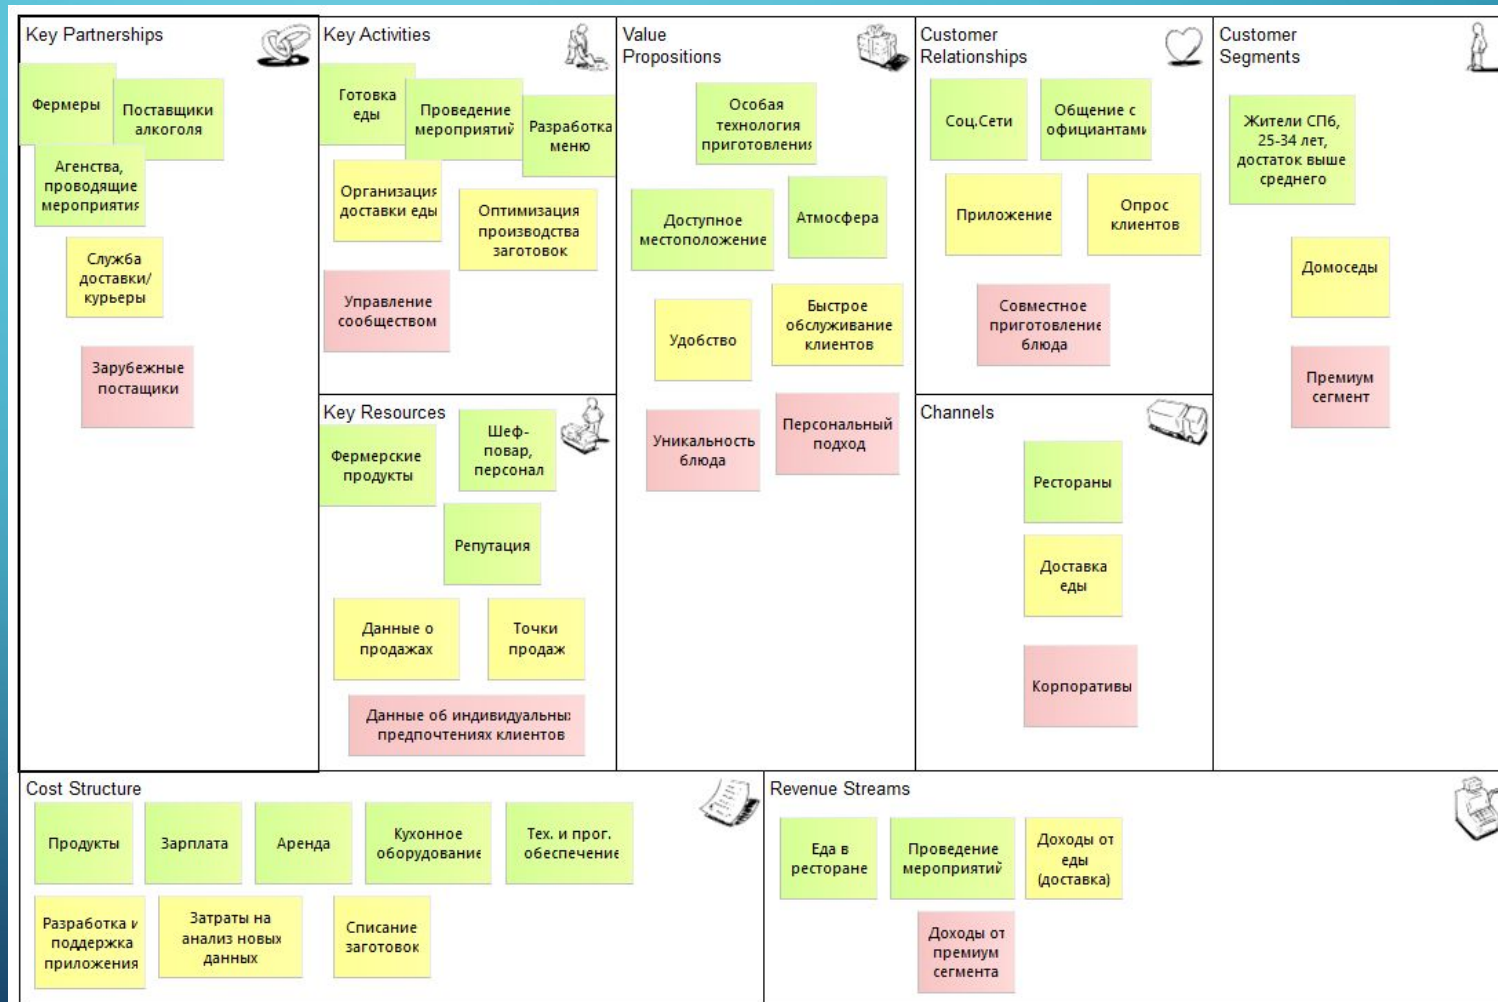 Key Partnerships
Фермеры
Поставщики
алкоголя
Агенства,
проводящие
мероприятия
Служба
доставки/
курьеры
Зарубежные
постащики
Key Activities
Готовка
еды
Проведение
мероприятий
Разработка
меню
Организация
доставки еды
Оптимизация
производства
заготовок
Управление
сообществом
Key Resources
Фермерские
продукты
Шеф-
повар,
персонал
Репутация
Данные о
продажах
Точки
продаж
Данные об индивидуальных
предпочтениях клиентов
Value
Propositions
Особая
технология
приготовления
Доступное
местоположение
Атмосфера
Удобство
Быстрое
обслуживание
клиентов
Уникальность
блюда
Персональный
подход
Customer
Relationships
Соц.Сети
Общение с
официантами
Приложение
Опрос
клиентов
Совместное
приготовление
блюда
Channels
Рестораны
Доставка
еды
Корпоративы
Customer
Segments
Жители СПб,
25-34 лет,
достаток выше
среднего
Домоседы
Премиум
сегмент
Cost Structure
Продукты
Зарплата
Аренда
Кухонное
оборудование
Тех. и прог.
обеспечение
Разработка и
поддержка
приложения
Затраты на
анализ новых
данных
Списание
заготовок
Revenue Streams
Еда в
ресторане
Проведение
мероприятий
Доходы от
еды
(доставка)
Доходы от
премиум
сегмента